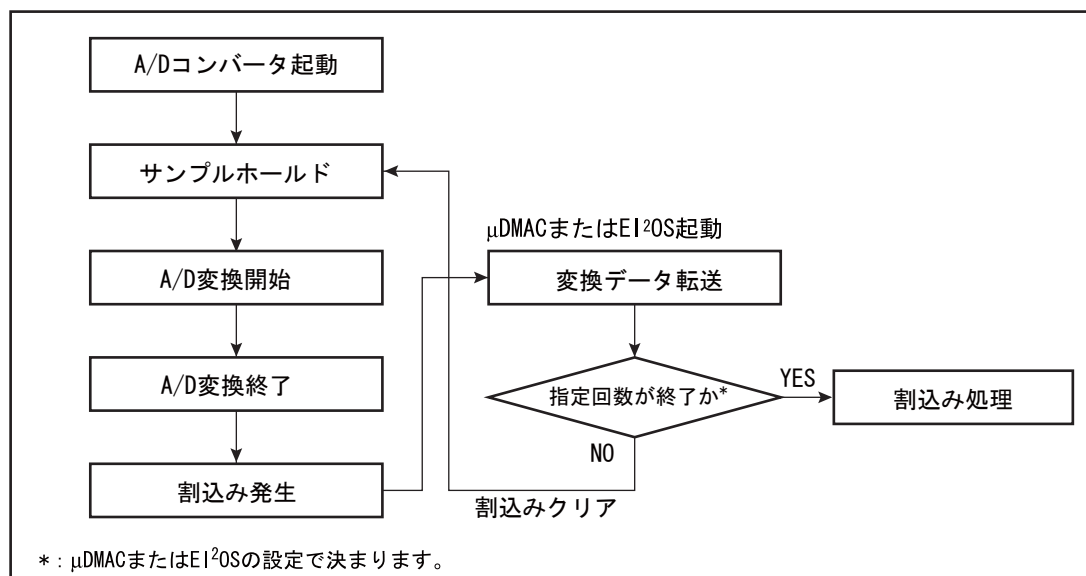 A/Dコンバータ起動
サンプルホールド
A/D変換開始
A/D変換終了
割込み発生
μDMACまたはEI²OS起動
変換データ転送
指定回数が終了か*
YES
割込み処理
NO
割込みクリア
*：μDMACまたはEI²OSの設定で決まります。